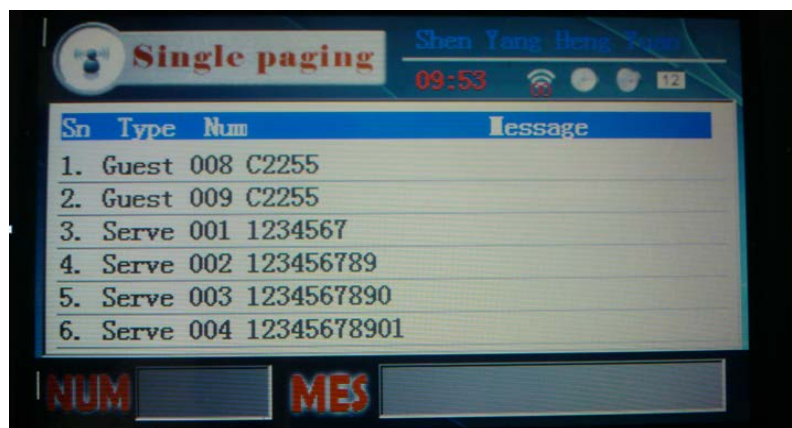 Single paging
Shen Yang Heng Yuan
09:53 12
Sn Type Num Message
1. Guest 008 C2255
2. Guest 009 C2255
3. Serve 001 1234567
4. Serve 002 123456789
5. Serve 003 1234567890
6. Serve 004 12345678901
NUM MES